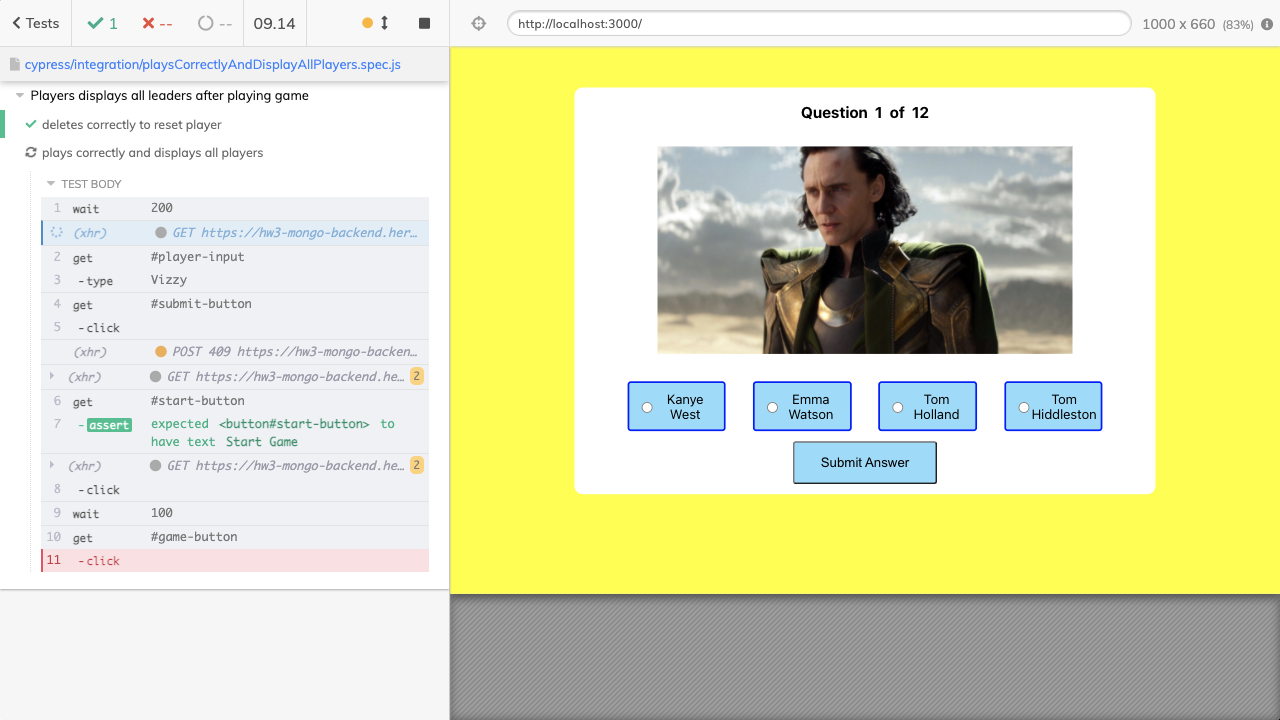 Tests 1 -- -- 09.14
http://localhost:3000/ 1000 x 660 (83%)
cypress/integration/playsCorrectlyAndDisplayAllPlayers.spec.js
Players displays all leaders after playing game
deletes correctly to reset player
plays correctly and displays all players
TEST BODY
1 wait 200
(xhr) GET https://hw3-mongo-backend.her…
2 get #player-input
3 -type Vizzy
4 get #submit-button
5 -click
(xhr) POST 409 https://hw3-mongo-backen…
(xhr) GET https://hw3-mongo-backend.he… 2
6 get #start-button
7 -assert expected <button#start-button> to
have text Start Game
(xhr) GET https://hw3-mongo-backend.he… 2
8 -click
9 wait 100
10 get #game-button
11 -click
Question 1 of 12
Kanye
West
Emma
Watson
Tom
Holland
Tom
Hiddleston
Submit Answer